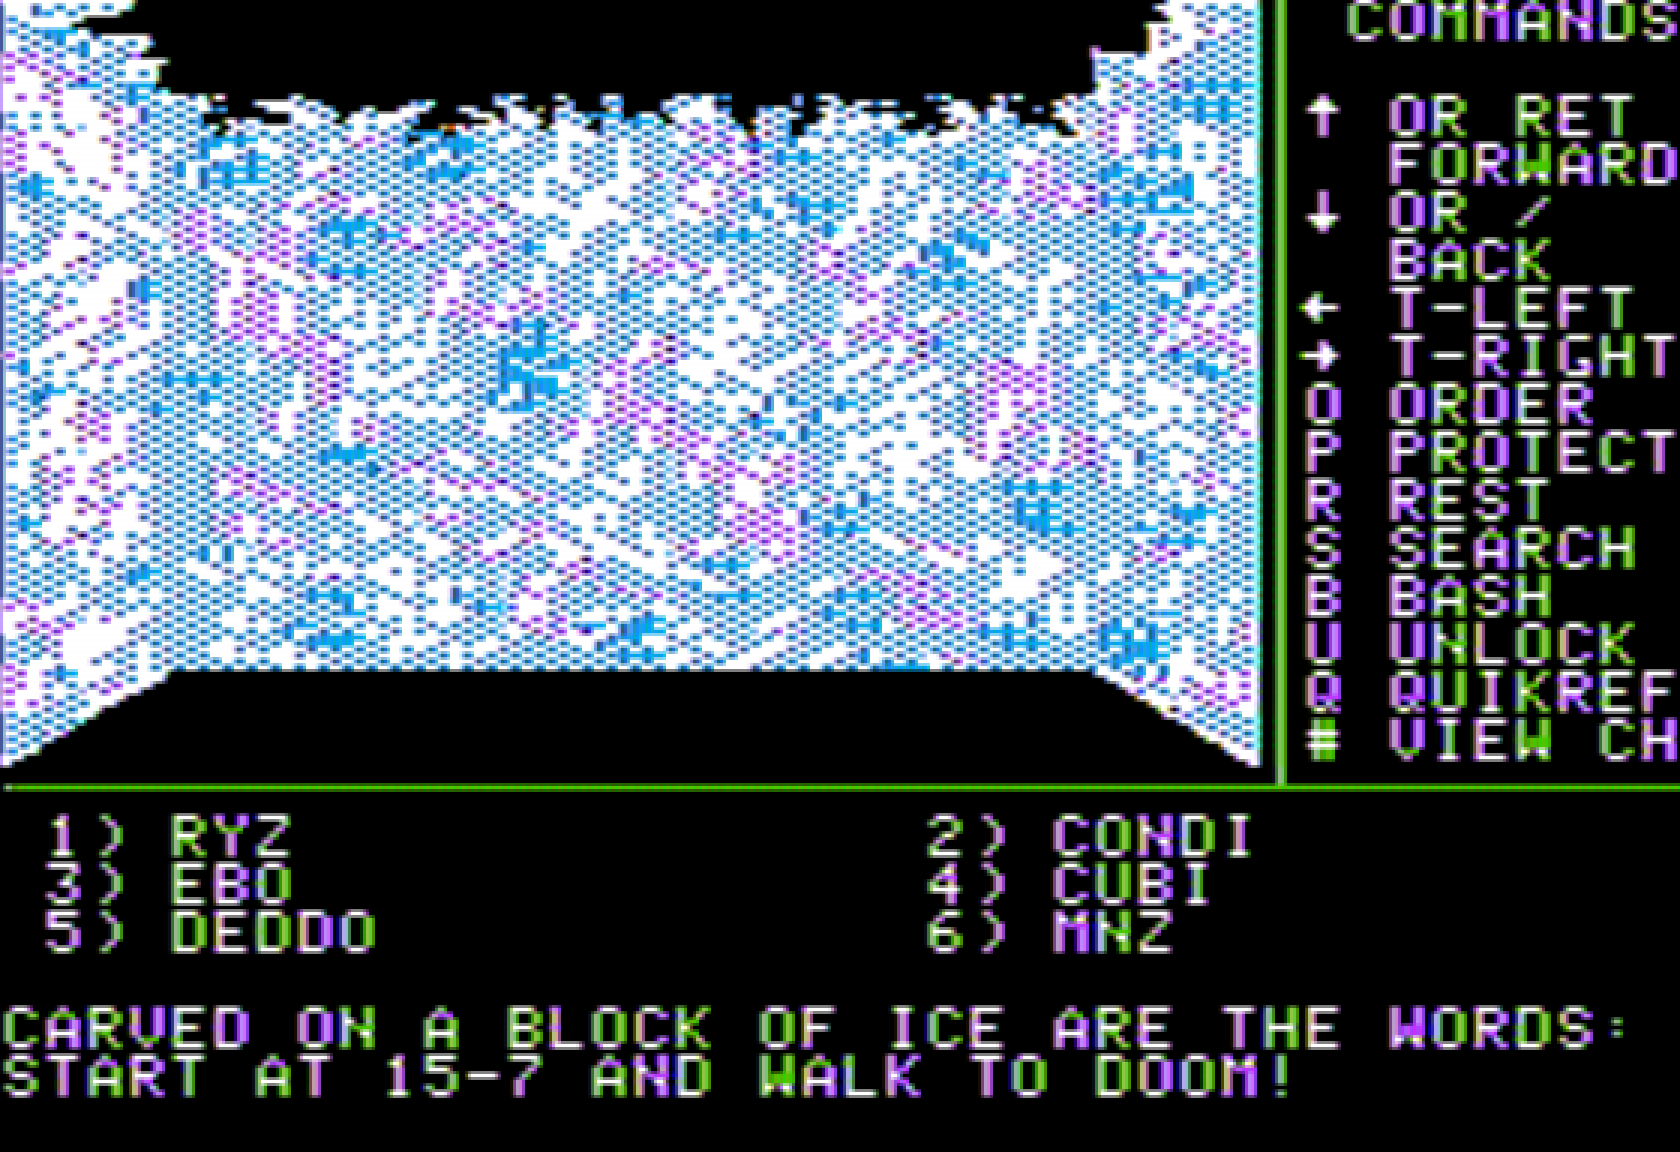 COMMANDS
↑ OR RET
FORWARD
↓ OR /
BACK
← T-LEFT
→ T-RIGHT
O ORDER
P PROTECT
R REST
S SEARCH
B BASH
U UNLOCK
Q QUIKREF
# VIEW CH
1) RYZ 2) CONDI
3) EBO 4) CUBI
5) DEDDO 6) MNZ
CARVED ON A BLOCK OF ICE ARE THE WORDS:
START AT 15-7 AND WALK TO DOOM!